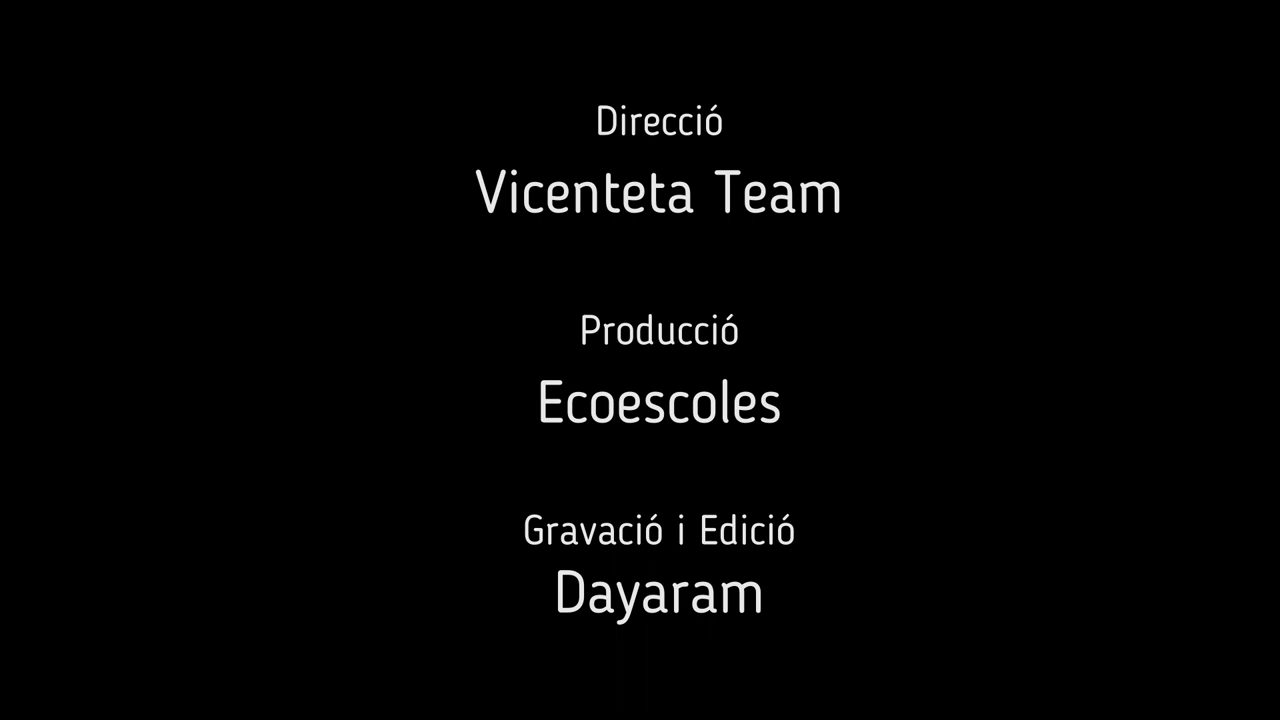 Direcció
Vicenteta Team
Producció
Ecoescoles
Gravació i Edició
Dayaram